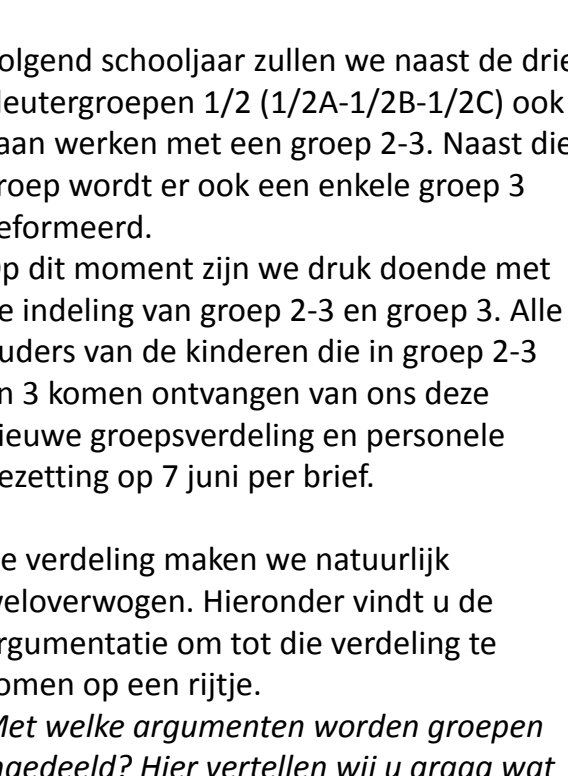 olgend schooljaar zullen we naast de drie
leutergroepen 1/2 (1/2A-1/2B-1/2C) ook
aan werken met een groep 2-3. Naast die
roep wordt er ook een enkele groep 3
eformeerd.
p dit moment zijn we druk doende met
e indeling van groep 2-3 en groep 3. Alle
uders van de kinderen die in groep 2-3
n 3 komen ontvangen van ons deze
ieuwe groepsverdeling en personele
ezetting op 7 juni per brief.
e verdeling maken we natuurlijk
veloverwogen. Hieronder vindt u de
rgumentatie om tot die verdeling te
omen op een rijtje.
Met welke argumenten worden groepen
ngedeeld? Hier vertellen wij u graag wat